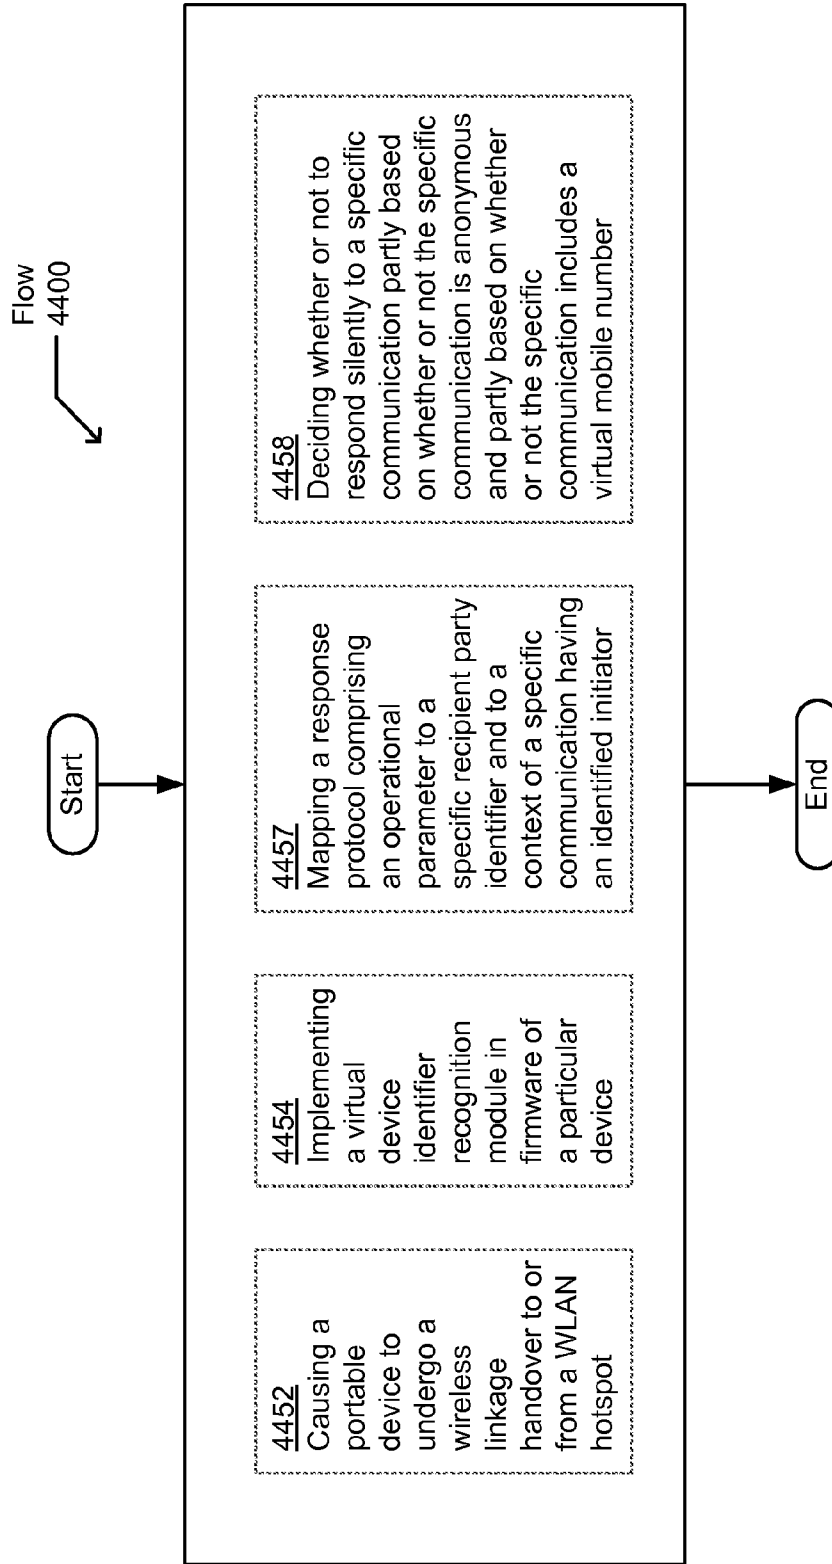 Flow
4400
Start
4452
Causing a
portable
device to
undergo a
wireless
linkage
handover to or
from a WLAN
hotspot
4454
Implementing
a virtual
device
identifier
recognition
module in
firmware of
a particular
device
4457
Mapping a response
protocol comprising
an operational
parameter to a
specific recipient party
identifier and to a
context of a specific
communication having
an identified initiator
4458
Deciding whether or not to
respond silently to a specific
communication partly based
on whether or not the specific
communication is anonymous
and partly based on whether
or not the specific
communication includes a
virtual mobile number
End